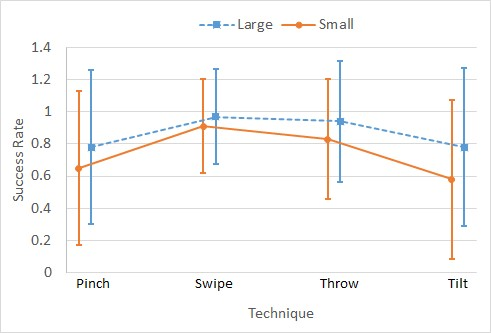 Large Small
1.4
1.2
1
0.8
0.6
0.4
0.2
0
Success Rate
Pinch Swipe Throw Tilt
Technique